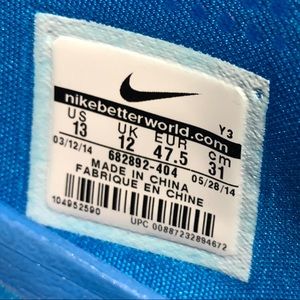 Y3
nikebetterworld.com
US UK EUR cm
13 12 47.5 31
03/12/14 682892-404 05/28/14
MADE IN CHINA
FABRIQUE EN CHINE
104952590
UPC 00887232894672